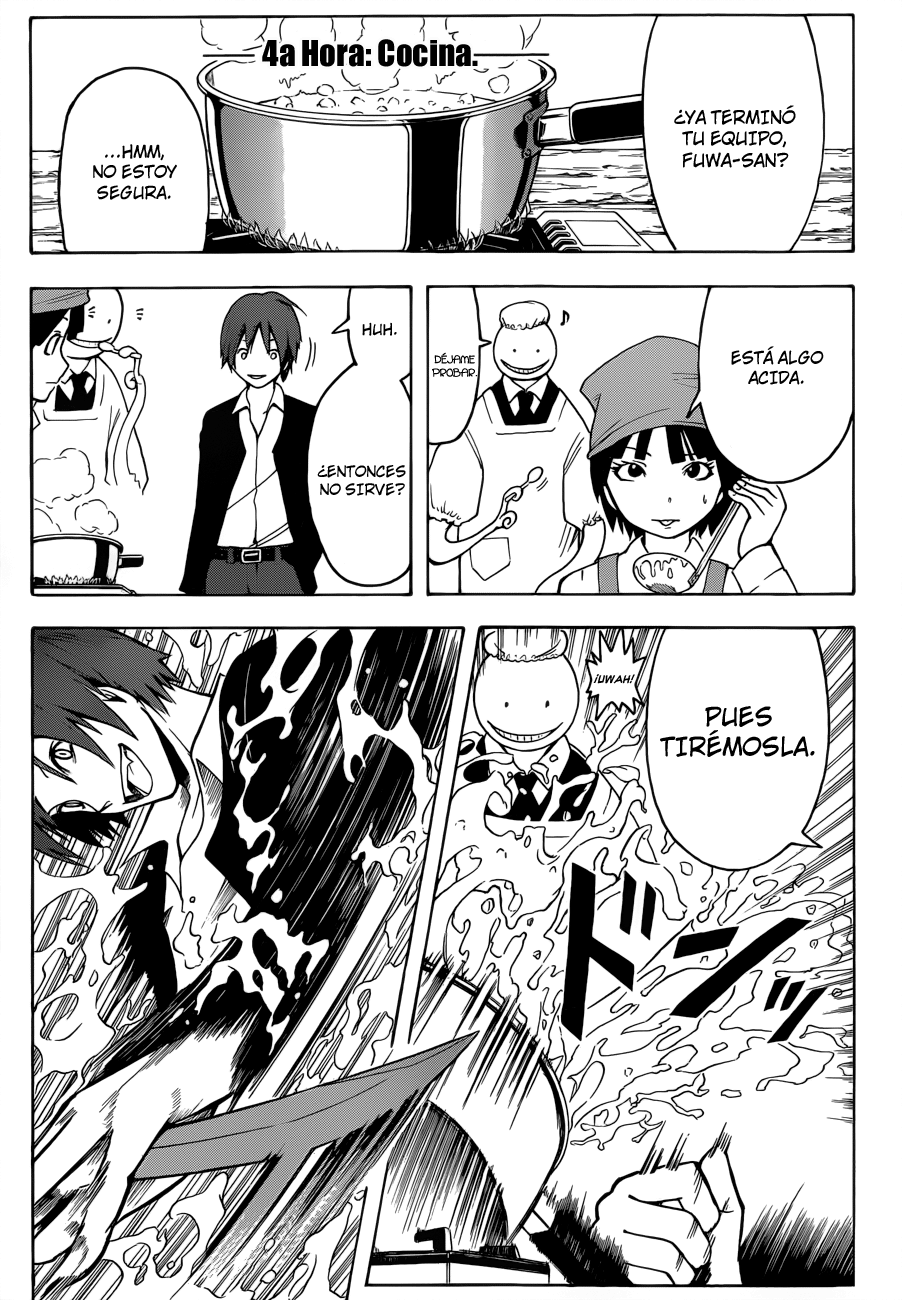 4a Hora: Cocina.
¿YA TERMINÓ
TU EQUIPO,
FUWA-SAN?
...HMM,
NO ESTOY
SEGURA.
ESTÁ ALGO
ACIDA.
DÉJAME
PROBAR.
HUH.
¿ENTONCES
NO SIRVE?
PUES
TIRÉMOSLA.
¡UWAH!
ドンッ